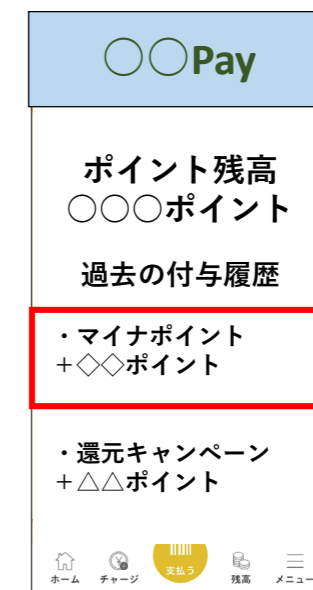 ○○Pay
ポイント残高
○○○ポイント
過去の付与履歴
・マイナポイント
＋◇◇ポイント
・還元キャンペーン
＋△△ポイント
ホーム チャージ 支払う 残高 メニュー